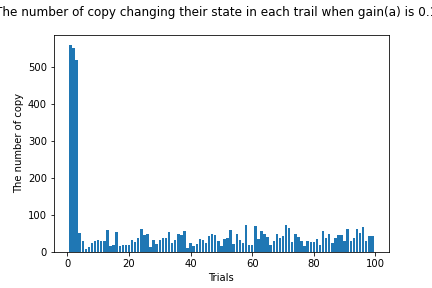 The number of copy changing their state in each trail when gain(a) is 0.1
500
400
300
200
100
0
The number of copy
0 20 40 60 80 100
Trials